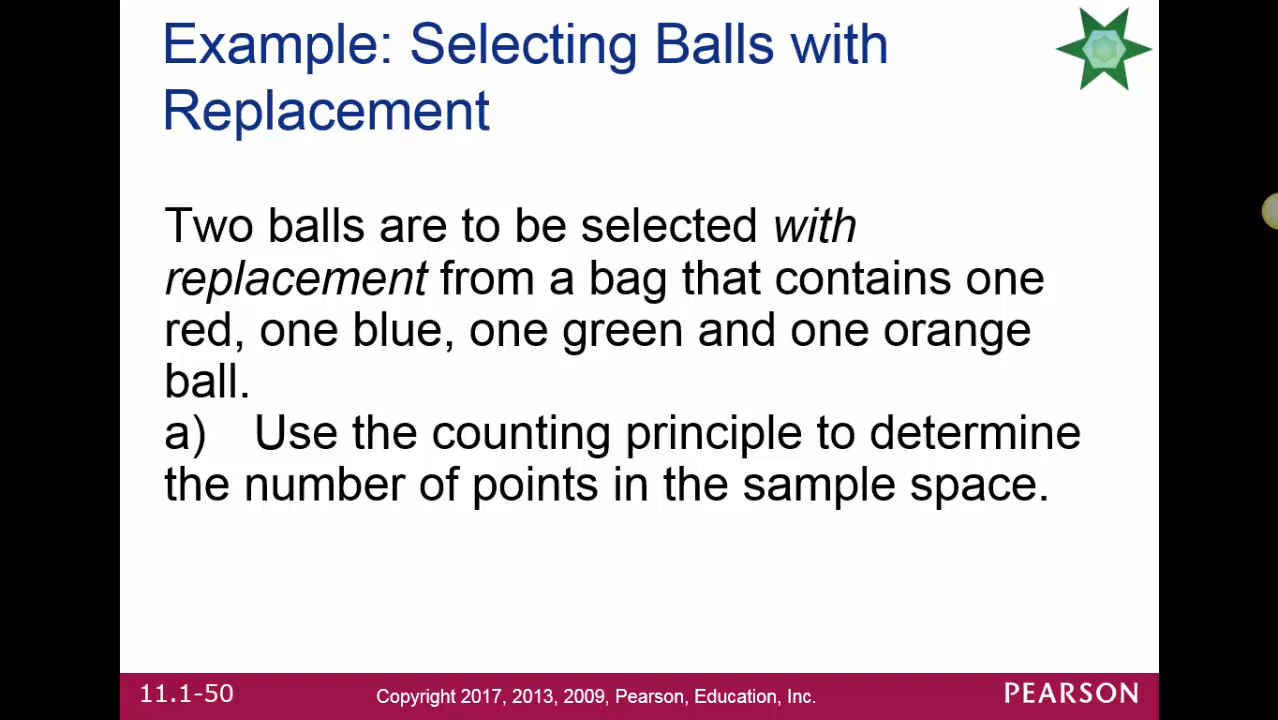 Example: Selecting Balls with
Replacement
Two balls are to be selected with
replacement from a bag that contains one
red, one blue, one green and one orange
ball.
a) Use the counting principle to determine
the number of points in the sample space.
11.1-50
Copyright 2017, 2013, 2009, Pearson, Education, Inc.
PEARSON